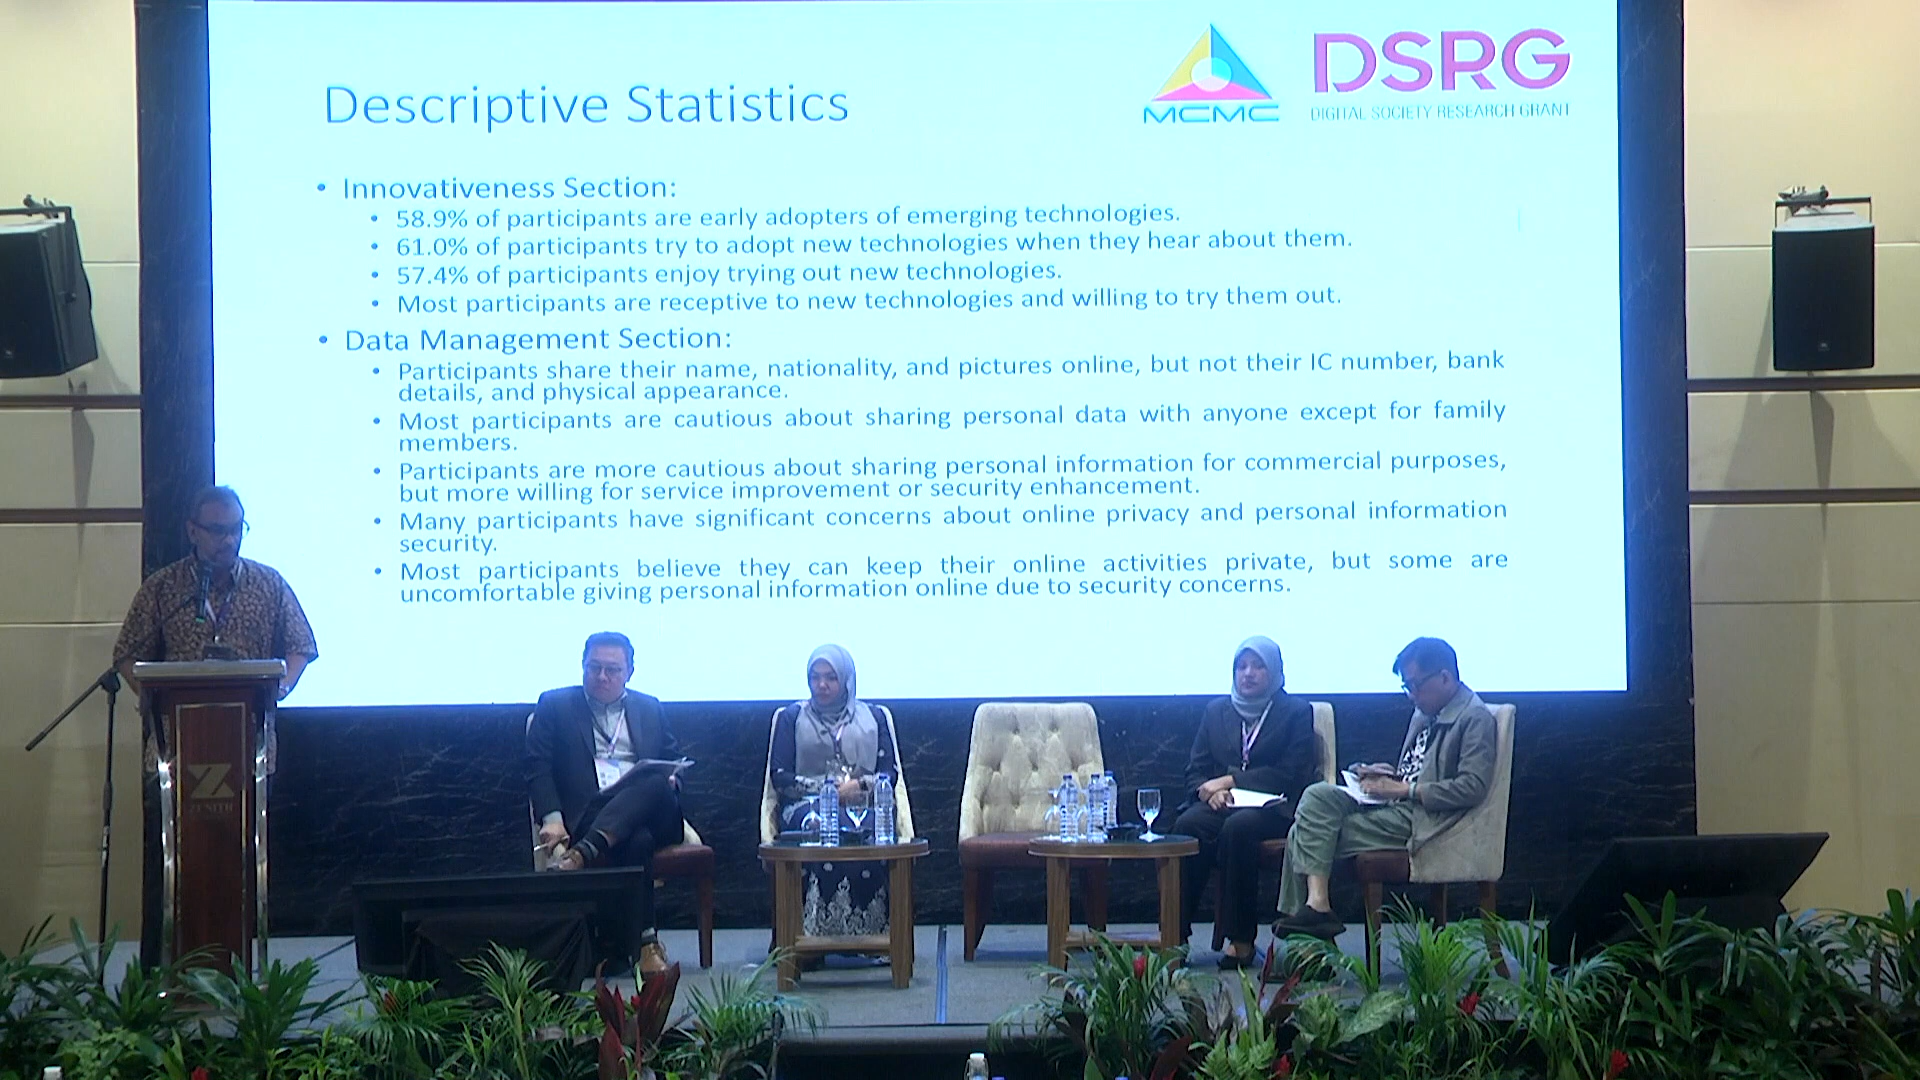 MCMC
DSRG
DIGITAL SOCIETY RESEARCH GRANT
Descriptive Statistics
• Innovativeness Section:
• 58.9% of participants are early adopters of emerging technologies.
• 61.0% of participants try to adopt new technologies when they hear about them.
• 57.4% of participants enjoy trying out new technologies.
• Most participants are receptive to new technologies and willing to try them out.
• Data Management Section:
• Participants share their name, nationality, and pictures online, but not their IC number, bank
details, and physical appearance.
• Most participants are cautious about sharing personal data with anyone except for family
members.
• Participants are more cautious about sharing personal information for commercial purposes,
but more willing for service improvement or security enhancement.
• Many participants have significant concerns about online privacy and personal information
security.
• Most participants believe they can keep their online activities private, but some are
uncomfortable giving personal information online due to security concerns.
ZENITH